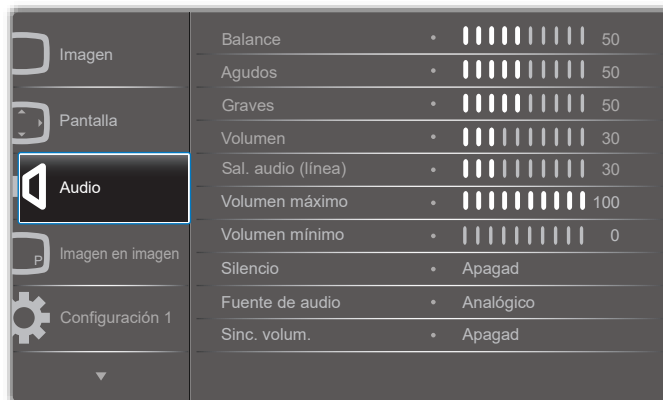 Imagen
Pantalla
Audio
P
Imagen en imagen
Configuración 1
Balance • 50
Agudos • 50
Graves • 50
Volumen • 30
Sal. audio (línea) • 30
Volumen máximo • 100
Volumen mínimo • 0
Silencio • Apagad
Fuente de audio • Analógico
Sinc. volum. • Apagad